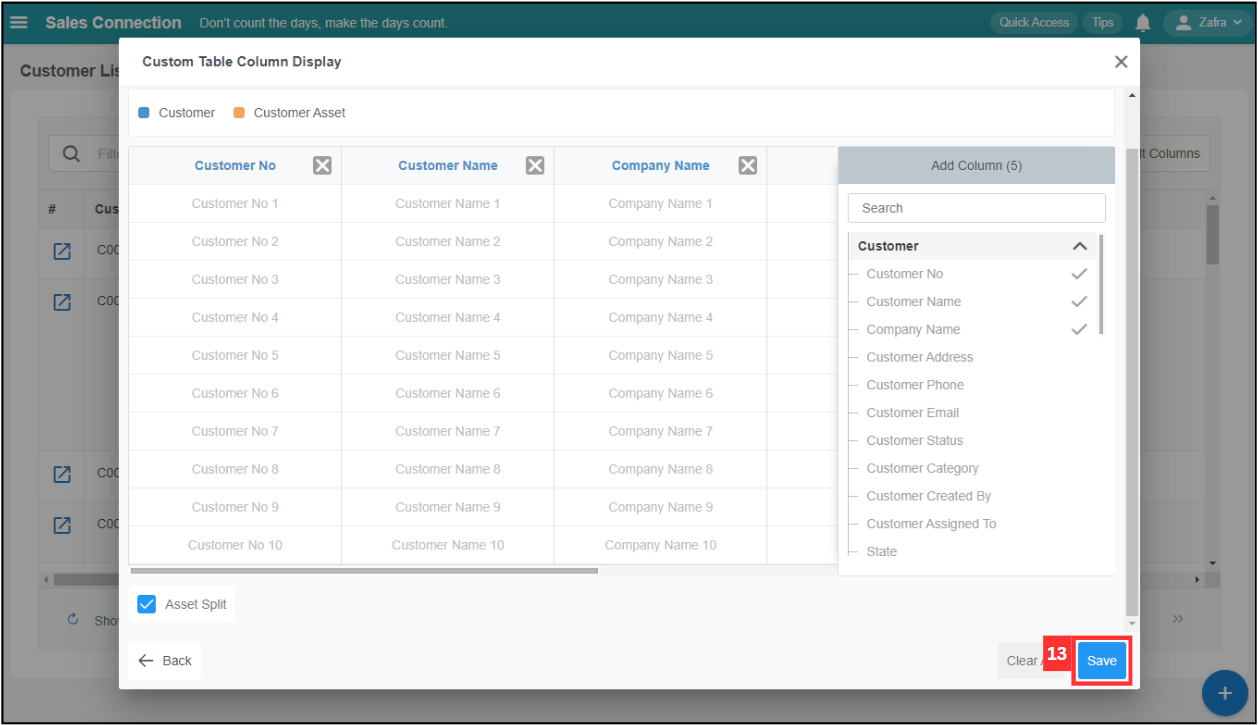 Sales Connection Don't count the days, make the days count. Quick Access Tips Zafra
Customer Lis
Custom Table Column Display
Customer Customer Asset
Filte
lt Columns
# Cus
C00
C00
C00
C00
Customer No Customer Name Company Name
Customer No 1 Customer Name 1 Company Name 1
Customer No 2 Customer Name 2 Company Name 2
Customer No 3 Customer Name 3 Company Name 3
Customer No 4 Customer Name 4 Company Name 4
Customer No 5 Customer Name 5 Company Name 5
Customer No 6 Customer Name 6 Company Name 6
Customer No 7 Customer Name 7 Company Name 7
Customer No 8 Customer Name 8 Company Name 8
Customer No 9 Customer Name 9 Company Name 9
Customer No 10 Customer Name 10 Company Name 10
Add Column (5)
Search
Customer
Customer No
Customer Name
Company Name
Customer Address
Customer Phone
Customer Email
Customer Status
Customer Category
Customer Created By
Customer Assigned To
State
Asset Split
Sho
Back
Clear
13
Save